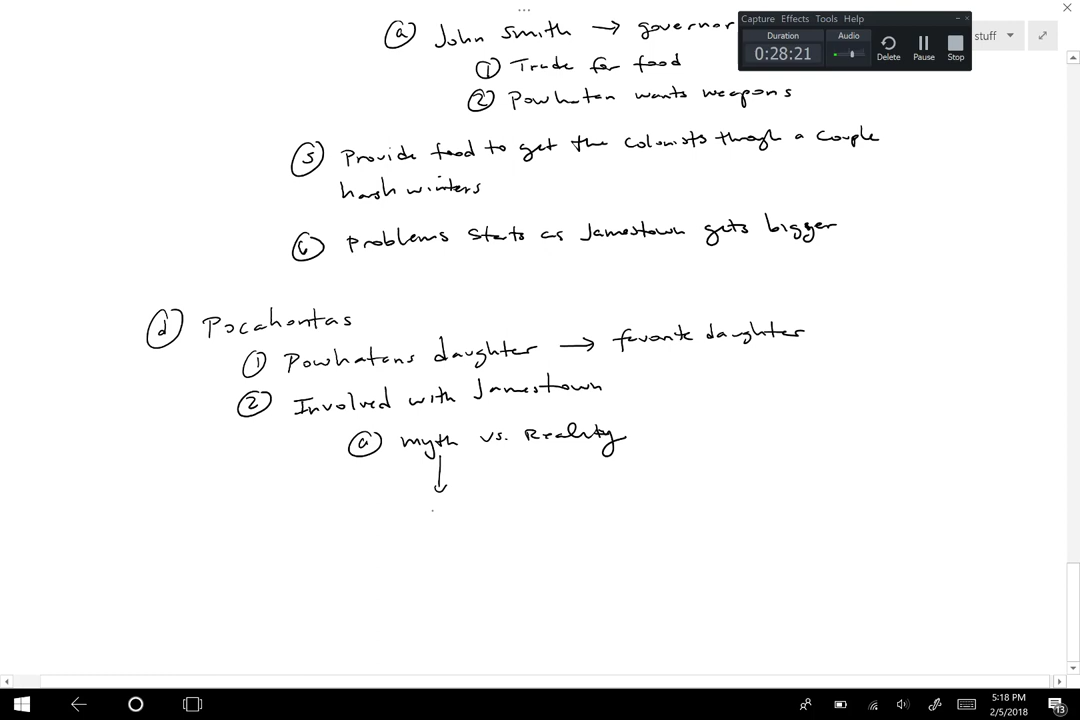 ...
ⓐ John Smith → governor
Capture Effects Tools Help
Duration
Audio
0:28:21
Delete
Pause
Stop
stuff
① Trade for food
② Powhatan wants weapons
⑤ Provide food to get the colonists through a couple
harsh winters
⑥ Problems starts as Jamestown gets bigger
ⓓ Pocahontas
① Powhatans daughter → favorite daughter
② Involved with Jamestown
ⓐ Myth vs. Reality
5:18 PM
2/5/2018
13